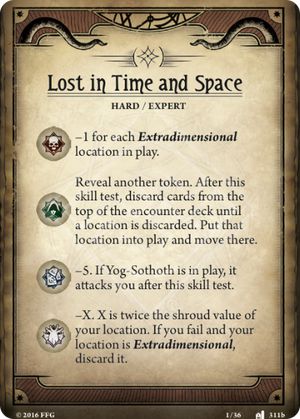 Lost in Time and Space
HARD / EXPERT
–1 for each Extradimensional
location in play.
Reveal another token. After this
skill test, discard cards from the
top of the encounter deck until
a location is discarded. Put that
location into play and move there.
–5. If Yog-Sothoth is in play, it
attacks you after this skill test.
–X. X is twice the shroud value of
your location. If you fail and your
location is Extradimensional,
discard it.
© 2016 FFG
1/36
311b